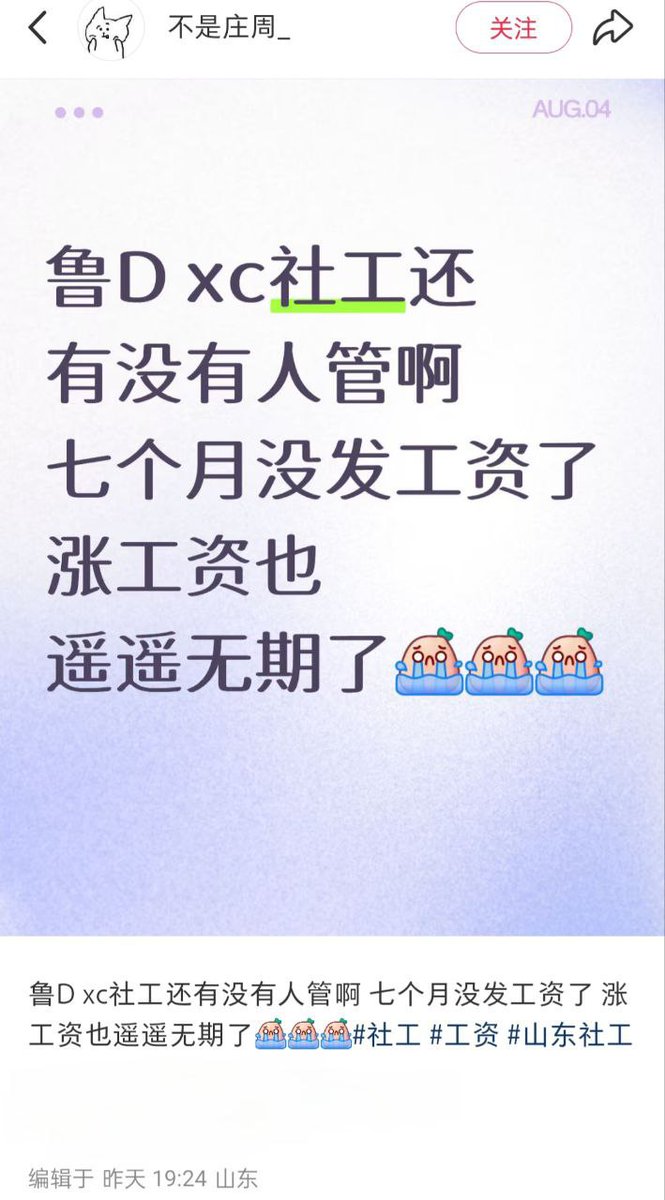 不是庄周_
关注
AUG.04
鲁D xc社工还
有没有人管啊
七个月没发工资了
涨工资也
遥遥无期了😭😭😭
鲁D xc社工还有没有人管啊 七个月没发工资了 涨
工资也遥遥无期了😭😭😭#社工 #工资 #山东社工
编辑于 昨天 19:24 山东